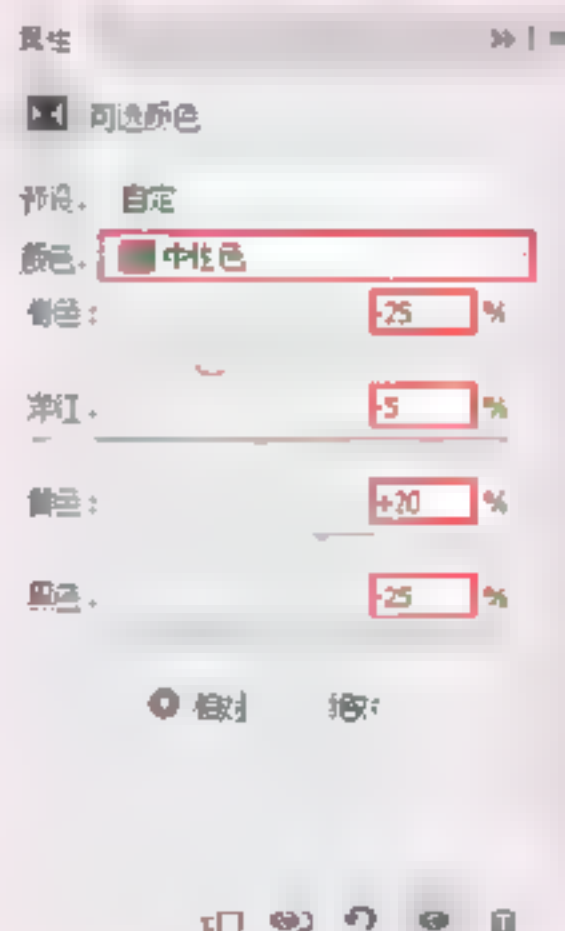 属性
可选颜色
预设: 自定
颜色: 中性色
青色: -25 %
洋红: -5 %
黄色: +20 %
黑色: -25 %
相对 绝对